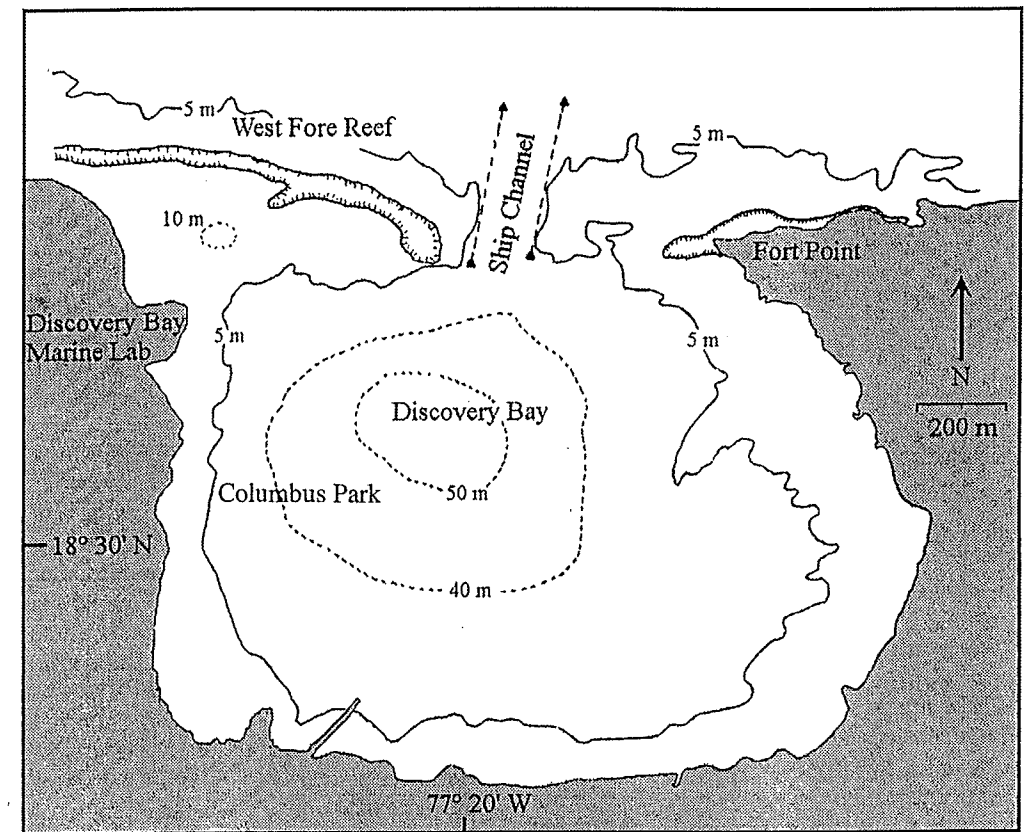 5 m
West Fore Reef
Ship Channel
5 m
10 m
Fort Point
Discovery Bay
Marine Lab
5 m
5 m
N
200 m
Discovery Bay
Columbus Park
50 m
18° 30' N
40 m
77° 20' W